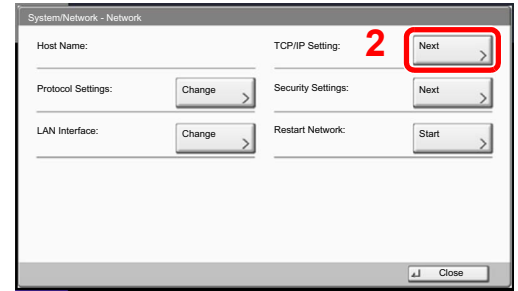 System/Network - Network
Host Name:
TCP/IP Setting:
2
Next
Protocol Settings:
Change
Security Settings:
Next
LAN Interface:
Change
Restart Network:
Start
Close